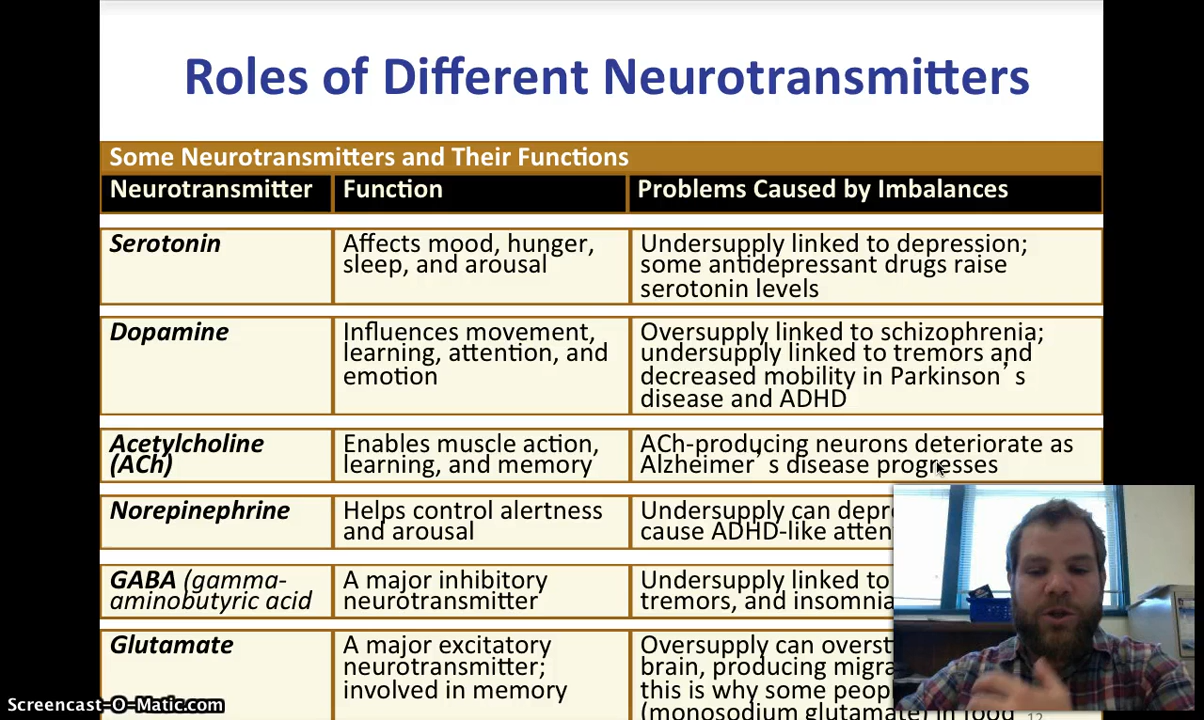 Roles of Different Neurotransmitters
Some Neurotransmitters and Their Functions
Neurotransmitter Function Problems Caused by Imbalances
Serotonin
Affects mood, hunger,
sleep, and arousal
Undersupply linked to depression;
some antidepressant drugs raise
serotonin levels
Dopamine
Influences movement,
learning, attention, and
emotion
Oversupply linked to schizophrenia;
undersupply linked to tremors and
decreased mobility in Parkinson’s
disease and ADHD
Acetylcholine
(ACh)
Enables muscle action,
learning, and memory
ACh-producing neurons deteriorate as
Alzheimer’s disease progresses
Norepinephrine
Helps control alertness
and arousal
Undersupply can
cause ADHD-like
GABA (gamma-
aminobutyric acid
A major inhibitory
neurotransmitter
Undersupply linked to
tremors, and insomnia
Glutamate
A major excitatory
neurotransmitter;
involved in memory
Oversupply can
brain, producing
this is why some
(monosodium glutamate) in food
12
Screencast-O-Matic.com